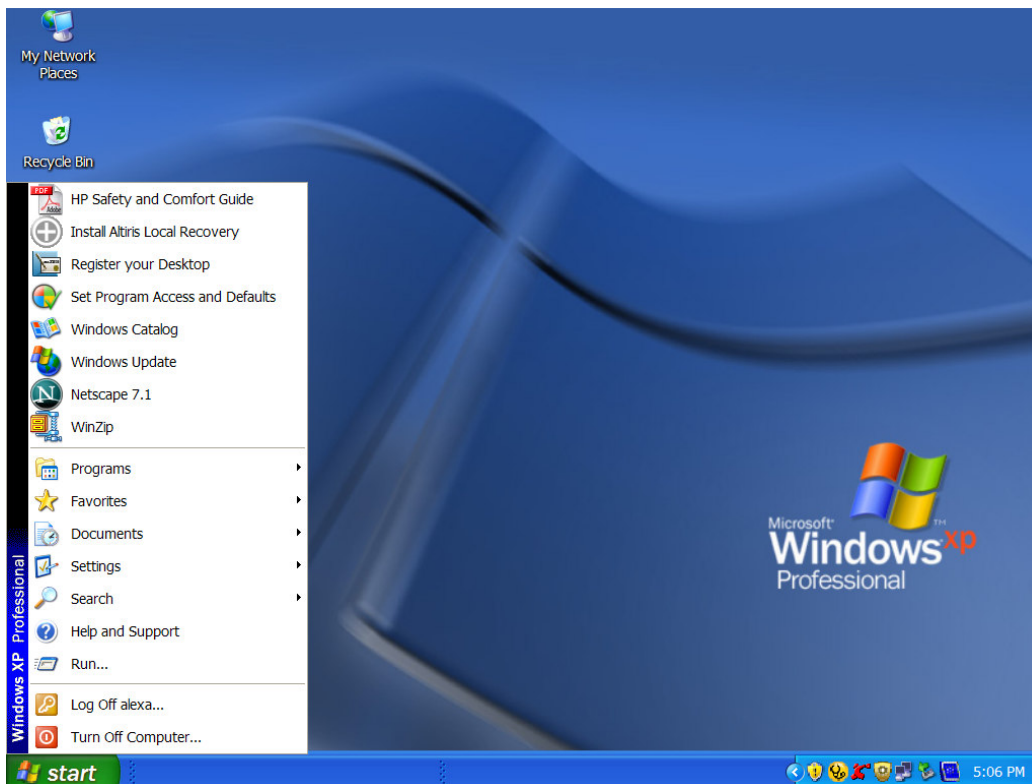 My Network
Places
Recycle Bin
PDF
Adobe
HP Safety and Comfort Guide
Install Altiris Local Recovery
Register your Desktop
Set Program Access and Defaults
Windows Catalog
Windows Update
N
Netscape 7.1
WinZip
Programs
Favorites
Documents
Settings
Search
Help and Support
Run...
Log Off alexa...
Turn Off Computer...
Windows XP Professional
Microsoft
Windows xp
TM
Professional
start
5:06 PM